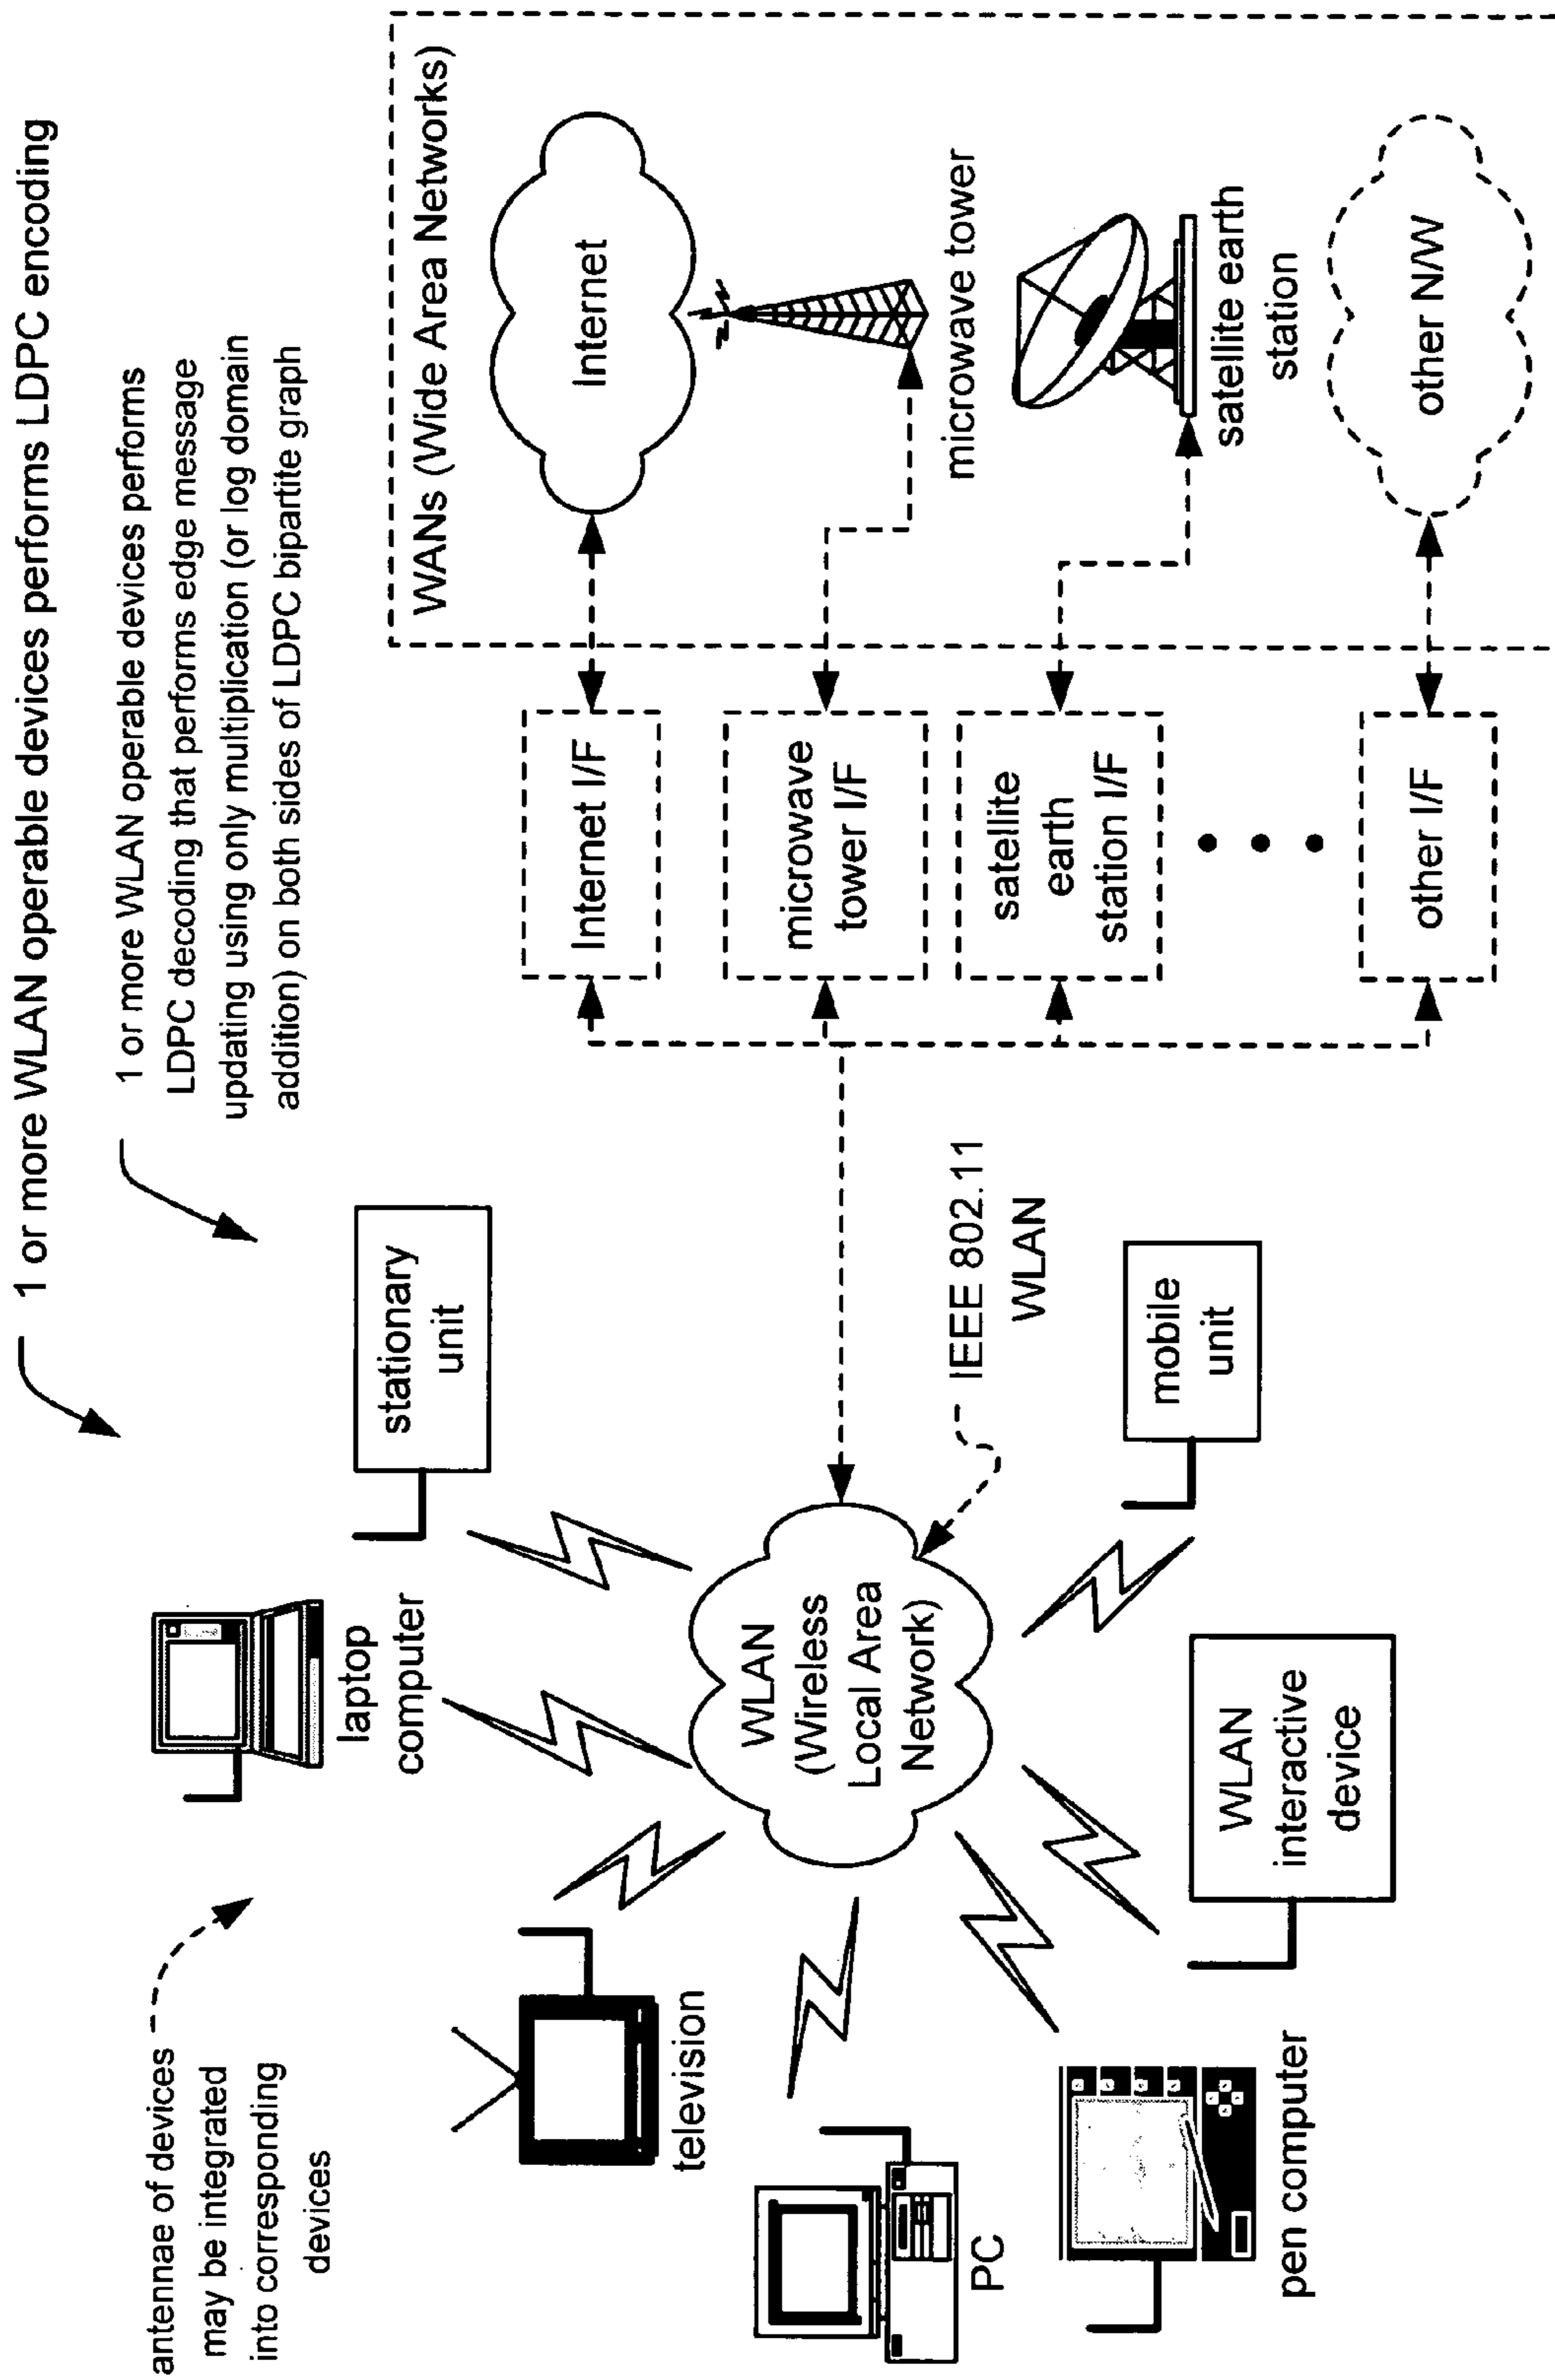 1 or more WLAN operable devices performs LDPC encoding
1 or more WLAN operable devices performs
LDPC decoding that performs edge message
updating using only multiplication (or log domain
addition) on both sides of LDPC bipartite graph
antennae of devices
may be integrated
into corresponding
devices
laptop
computer
stationary
unit
television
PC
pen computer
WLAN
(Wireless
Local Area
Network)
WLAN
interactive
device
mobile
unit
IEEE 802.11
WLAN
Internet I/F
microwave
tower I/F
satellite
earth
station I/F
other I/F
WANs (Wide Area Networks)
Internet
microwave tower
satellite earth
station
other N/W